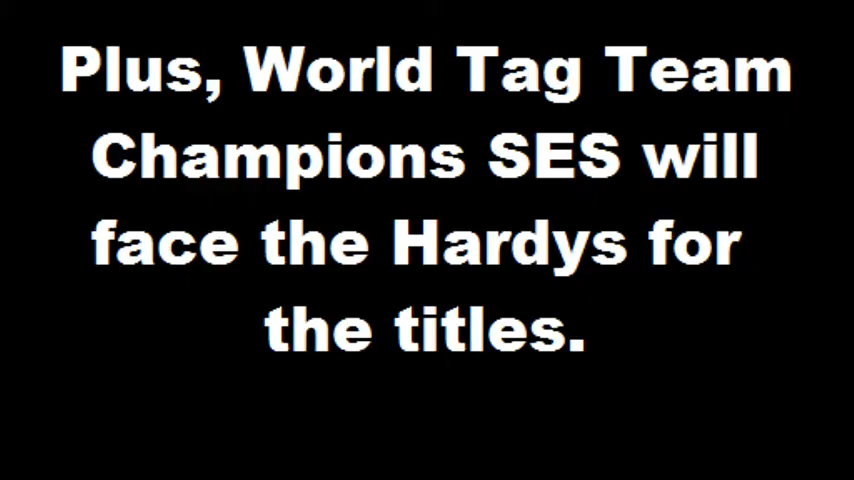 Plus, World Tag Team
Champions SES will
face the Hardys for
the titles.